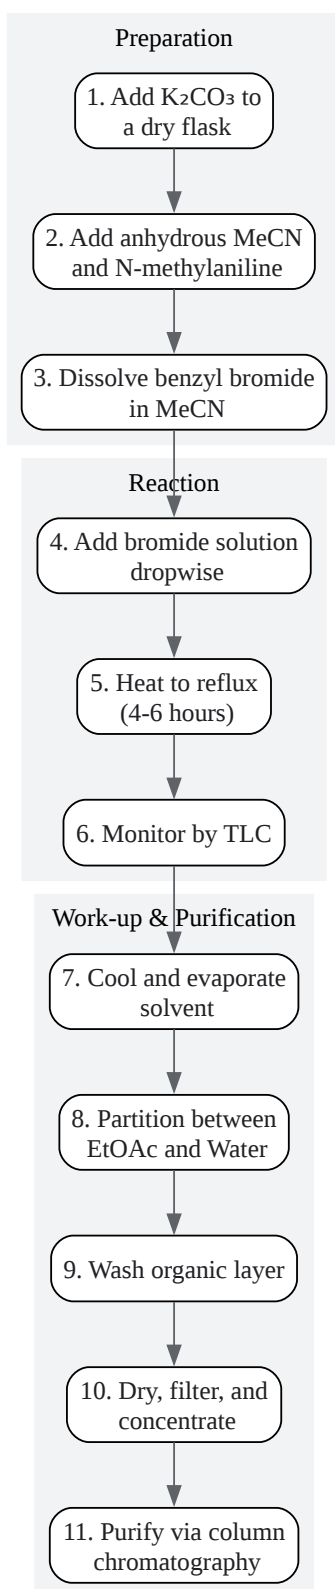 Preparation
1. Add K₂CO₃ to
a dry flask
2. Add anhydrous MeCN
and N-methylaniline
3. Dissolve benzyl bromide
in MeCN
Reaction
4. Add bromide solution
dropwise
5. Heat to reflux
(4-6 hours)
6. Monitor by TLC
Work-up & Purification
7. Cool and evaporate
solvent
8. Partition between
EtOAc and Water
9. Wash organic layer
10. Dry, filter, and
concentrate
11. Purify via column
chromatography